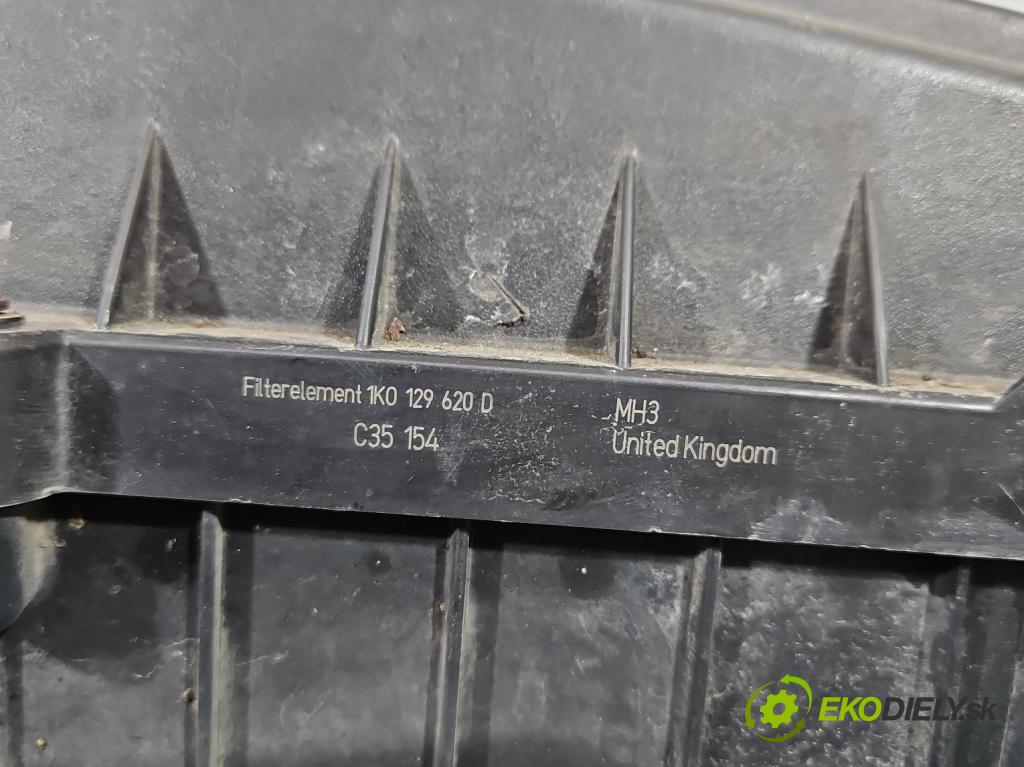 Filterelement 1K0 129 620 D
C35 154
MH3
United Kingdom
EKODIELY.sk